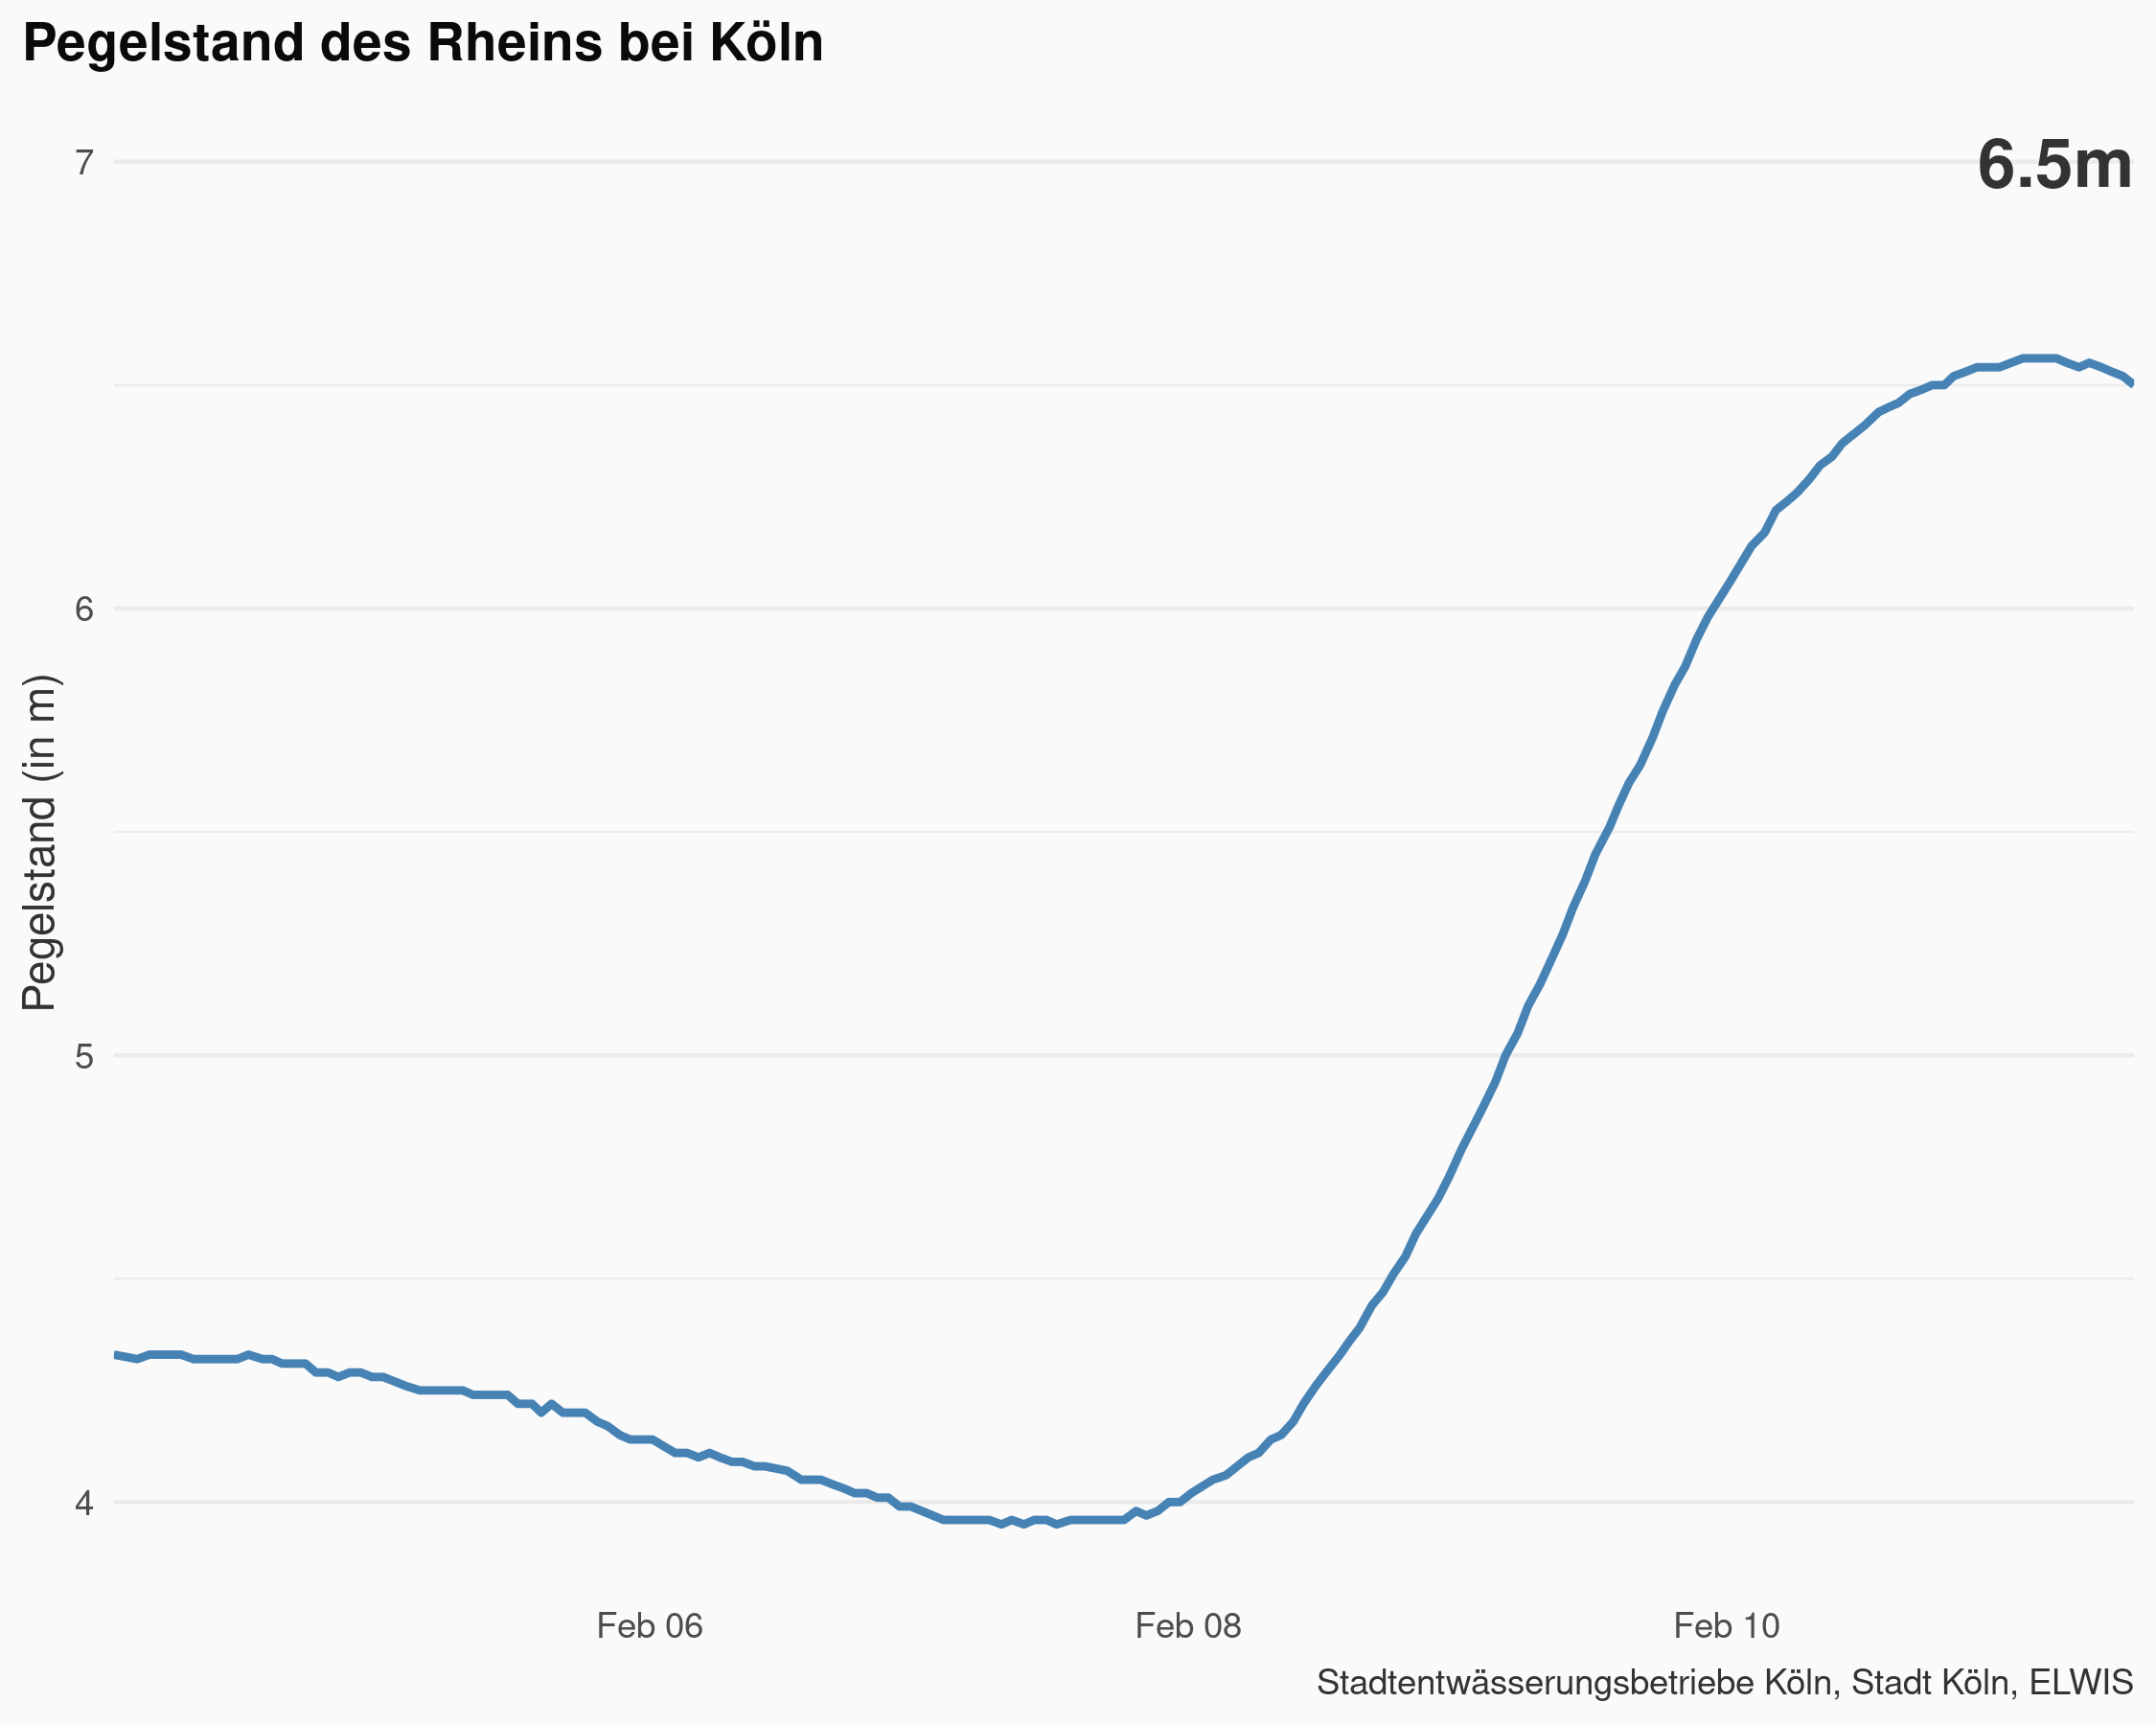 Pegelstand des Rheins bei Köln
6.5m
7
6
5
4
Pegelstand (in m)
Feb 06
Feb 08
Feb 10
Stadtentwässerungsbetriebe Köln, Stadt Köln, ELWIS